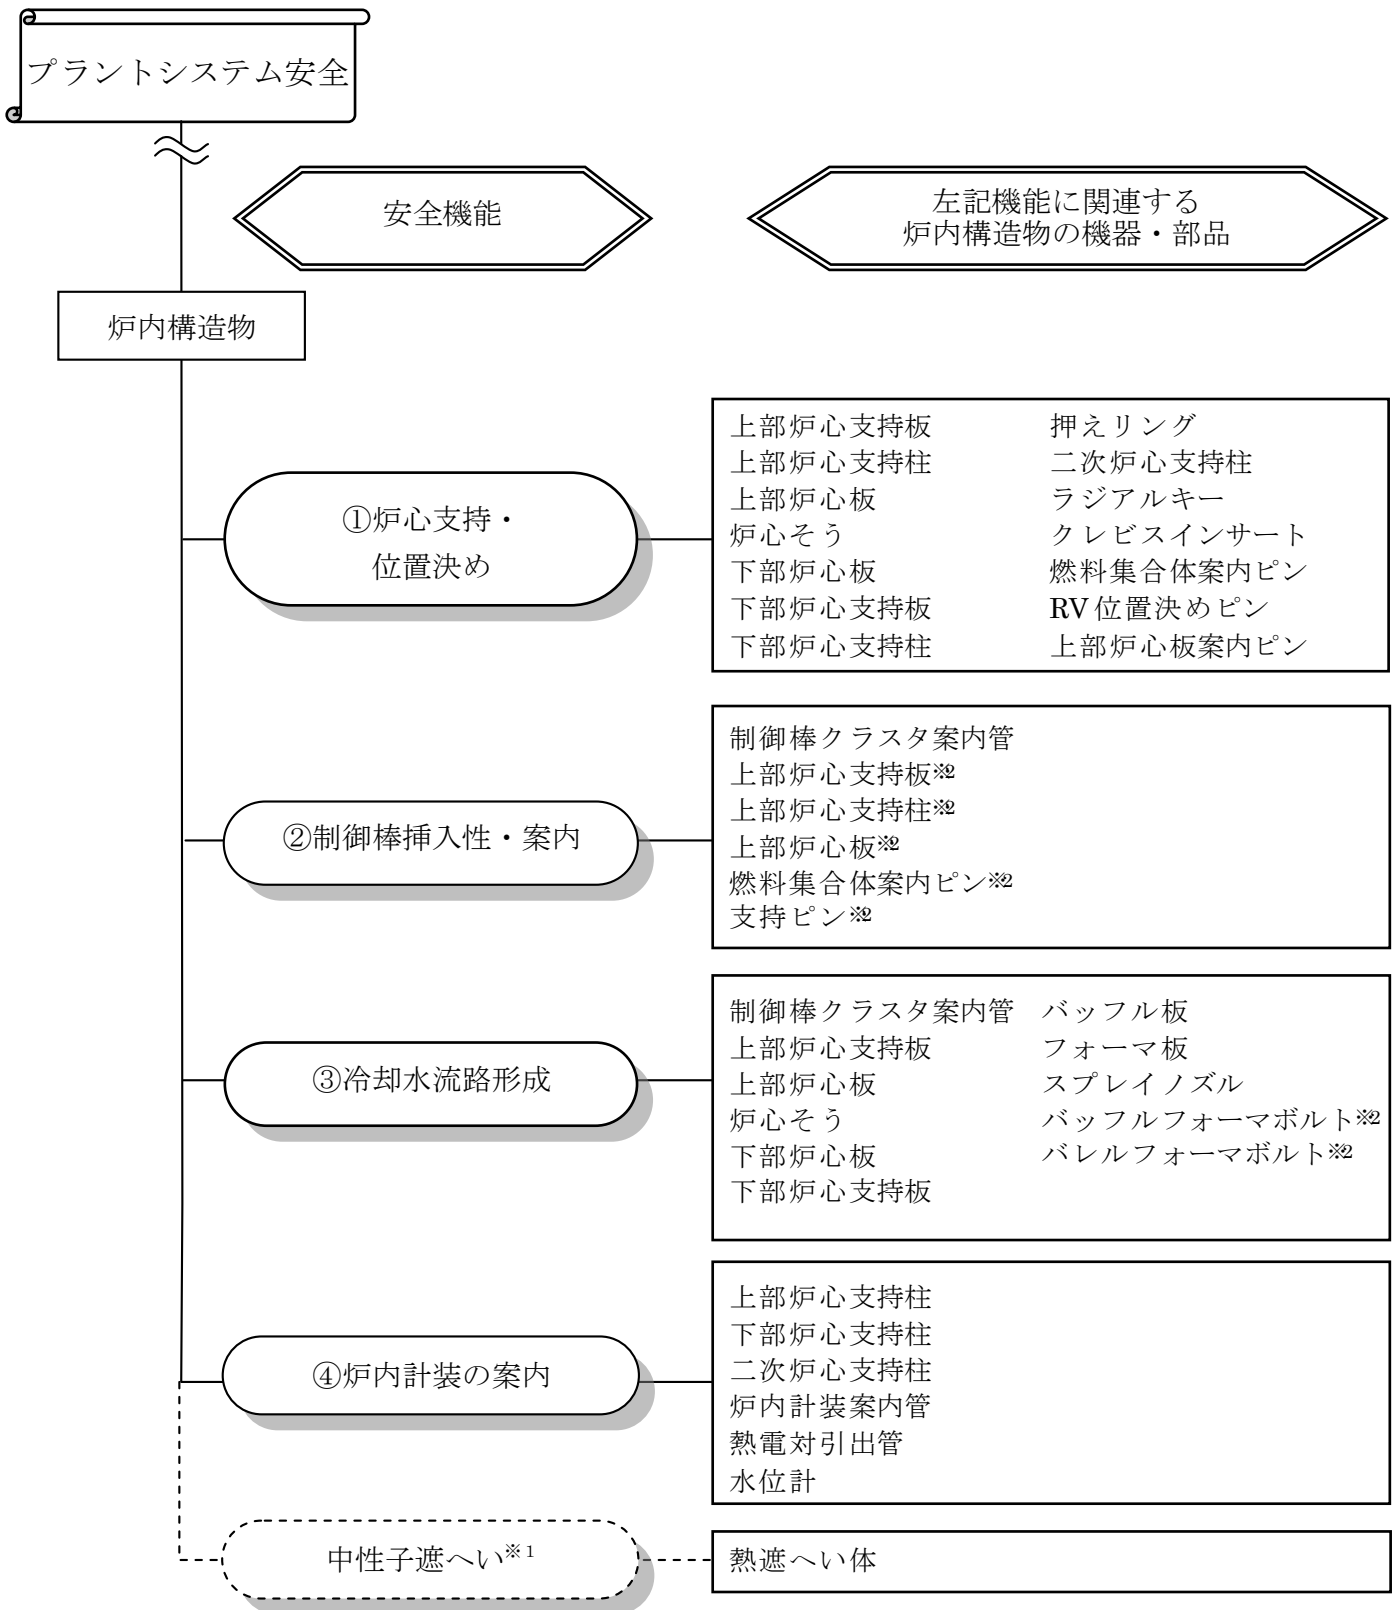 プラントシステム安全
安全機能
左記機能に関連する
炉内構造物の機器・部品
炉内構造物
①炉心支持・
位置決め
上部炉心支持板 押えリング
上部炉心支持柱 二次炉心支持柱
上部炉心板 ラジアルキー
炉心そう クレビスインサート
下部炉心板 燃料集合体案内ピン
下部炉心支持板 RV位置決めピン
下部炉心支持柱 上部炉心板案内ピン
②制御棒挿入性・案内
制御棒クラスタ案内管
上部炉心支持板※2
上部炉心支持柱※2
上部炉心板※2
燃料集合体案内ピン※2
支持ピン※2
③冷却水流路形成
制御棒クラスタ案内管 バッフル板
上部炉心支持板 フォーマ板
上部炉心板 スプレイノズル
炉心そう バッフルフォーマボルト※2
下部炉心板 バレルフォーマボルト※2
下部炉心支持板
④炉内計装の案内
上部炉心支持柱
下部炉心支持柱
二次炉心支持柱
炉内計装案内管
熱電対引出管
水位計
中性子遮へい※1
熱遮へい体